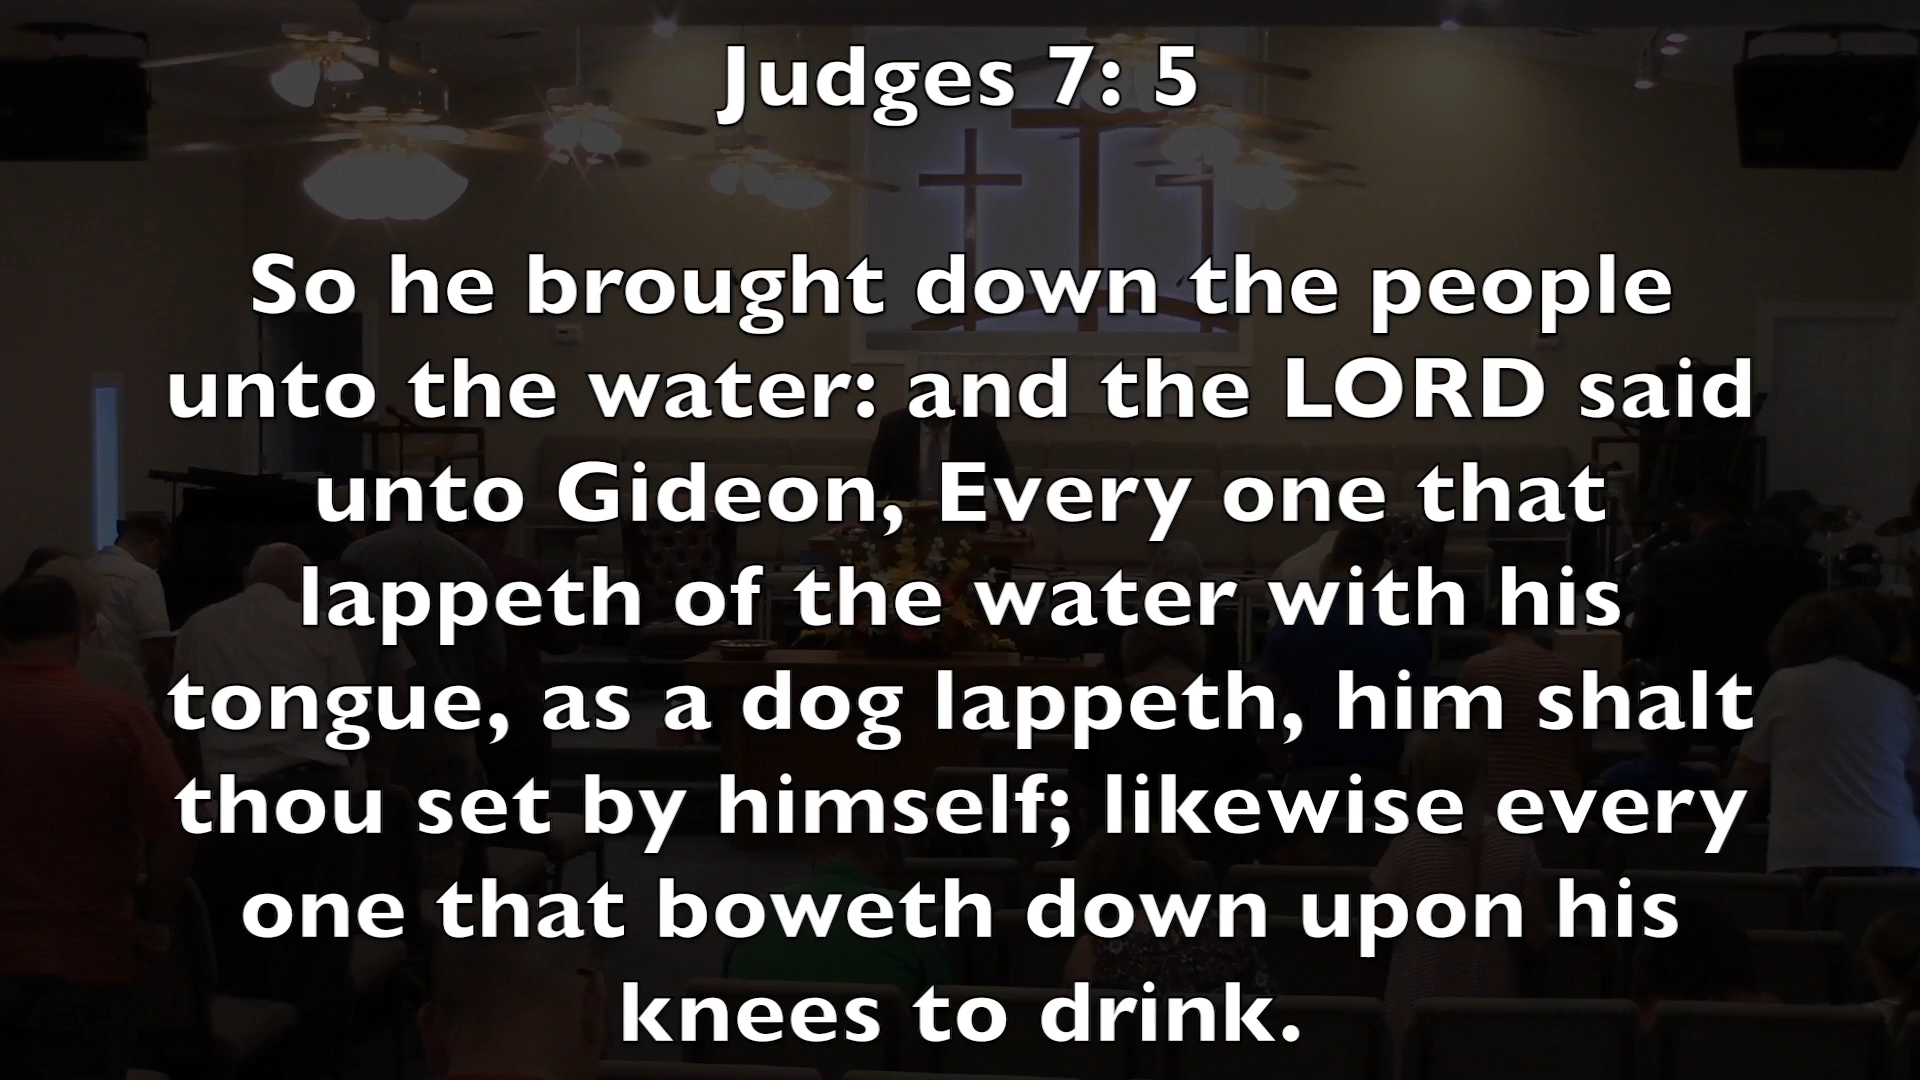 Judges 7: 5
So he brought down the people
unto the water: and the LORD said
unto Gideon, Every one that
lappeth of the water with his
tongue, as a dog lappeth, him shalt
thou set by himself; likewise every
one that boweth down upon his
knees to drink.